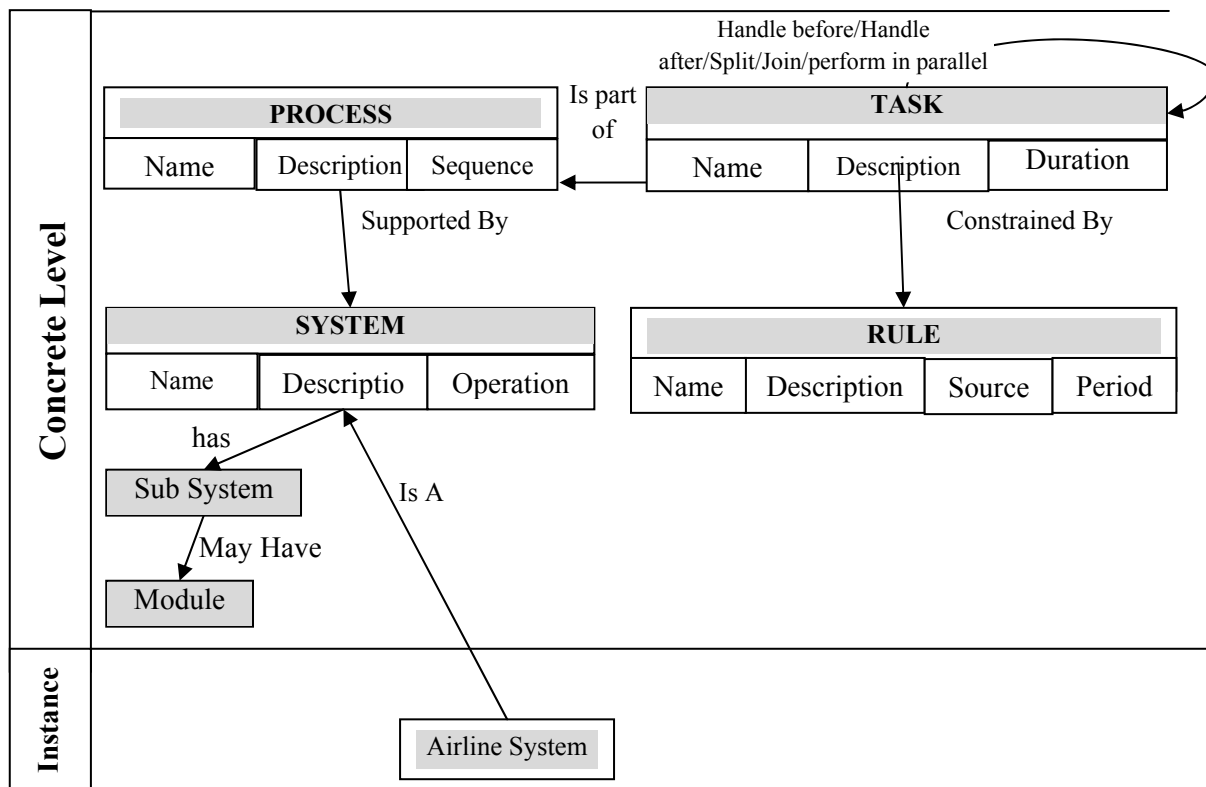 Handle before/Handle
after/Split/Join/perform in parallel
PROCESS
Name
Description
Sequence
Is part
of
TASK
Name
Description
Duration
Supported By
Constrained By
Concrete Level
SYSTEM
Name
Descriptio
Operation
RULE
Name
Description
Source
Period
has
Sub System
Is A
May Have
Module
Instance
Airline System